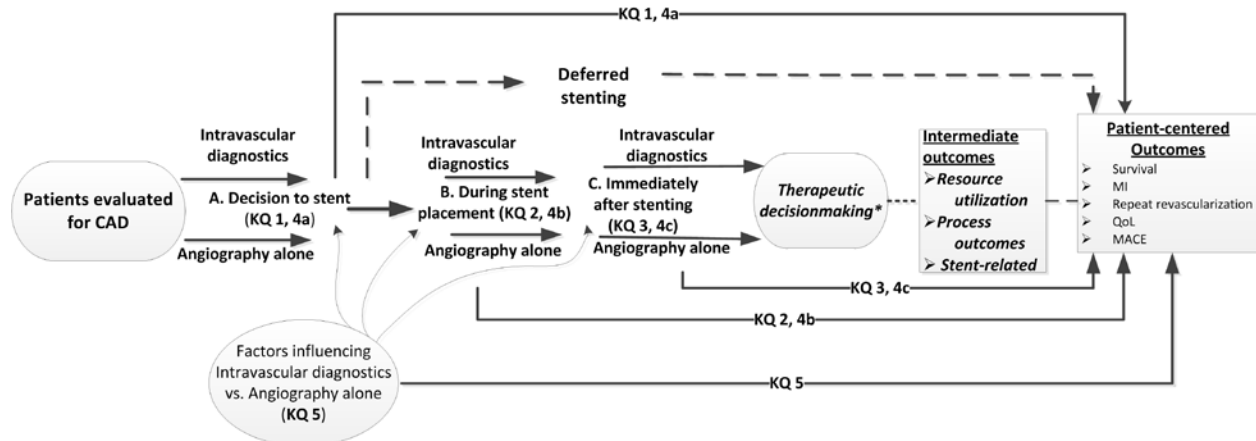 KQ 1, 4a
Deferred
stenting
Intravascular
diagnostics
Intravascular
diagnostics
Intravascular
diagnostics
Intermediate
outcomes
➢ Resource
utilization
➢ Process
outcomes
➢ Stent-related
Patient-centered
Outcomes
➢ Survival
➢ MI
➢ Repeat revascularization
➢ QoL
➢ MACE
Patients evaluated
for CAD
A. Decision to stent
(KQ 1, 4a)
B. During stent
placement (KQ 2, 4b)
C. Immediately
after stenting
(KQ 3, 4c)
Therapeutic
decisionmaking*
Angiography alone
Angiography alone
Angiography alone
KQ 3, 4c
KQ 2, 4b
Factors influencing
Intravascular diagnostics
vs. Angiography alone
(KQ 5)
KQ 5